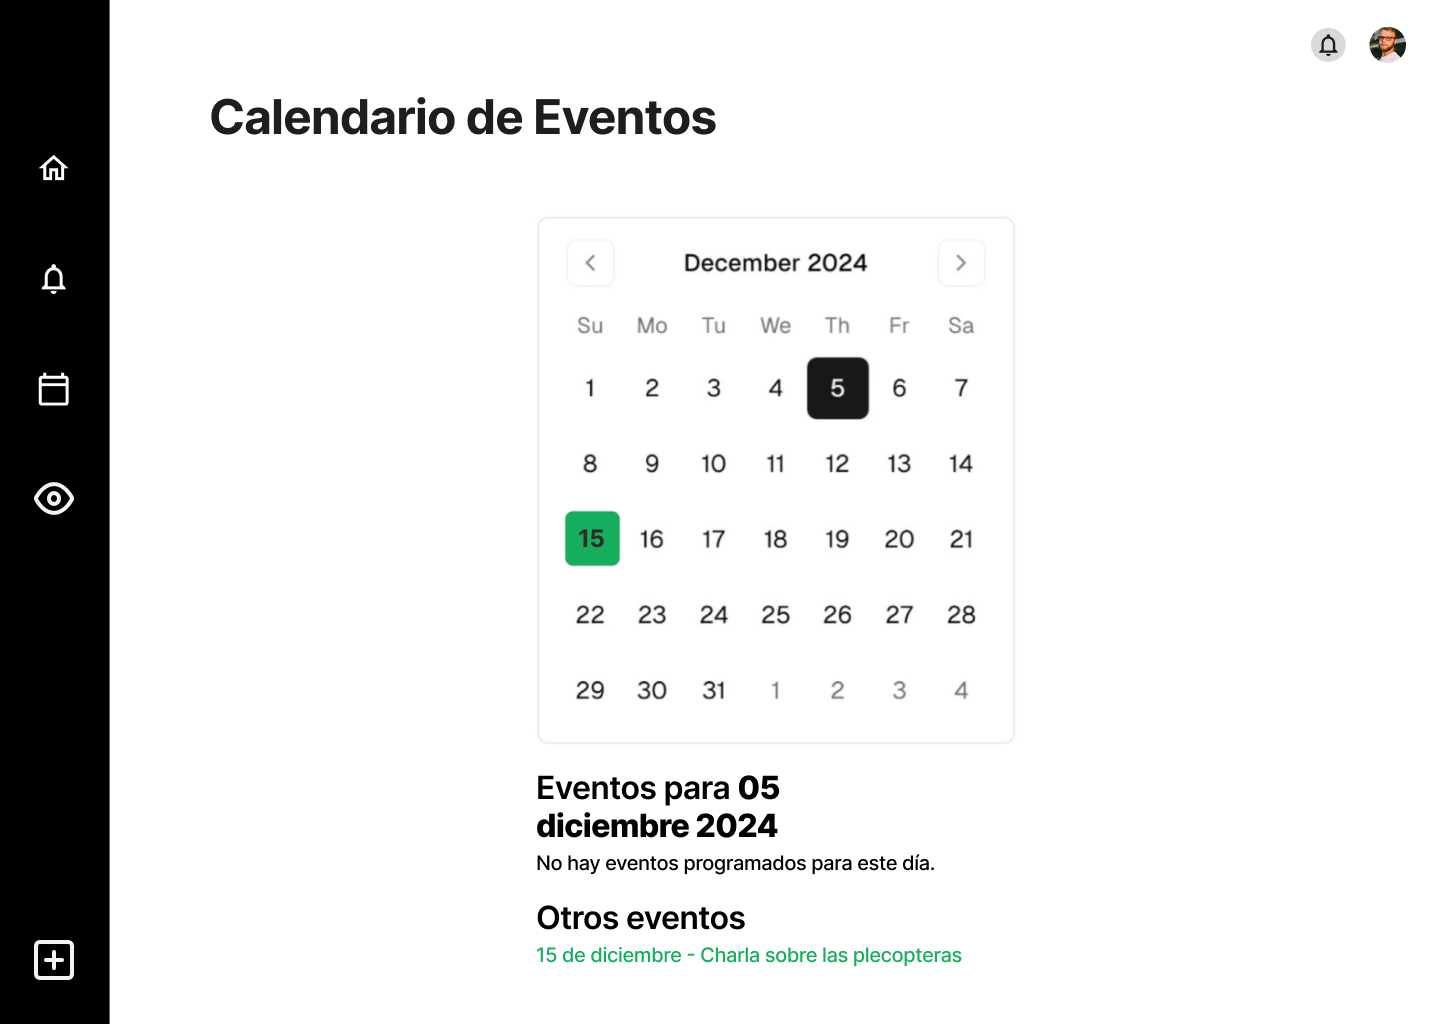 Calendario de Eventos
December 2024
Su Mo Tu We Th Fr Sa
1 2 3 4 5 6 7
8 9 10 11 12 13 14
15 16 17 18 19 20 21
22 23 24 25 26 27 28
29 30 31 1 2 3 4
Eventos para 05
diciembre 2024
No hay eventos programados para este día.
Otros eventos
15 de diciembre - Charla sobre las plecopteras